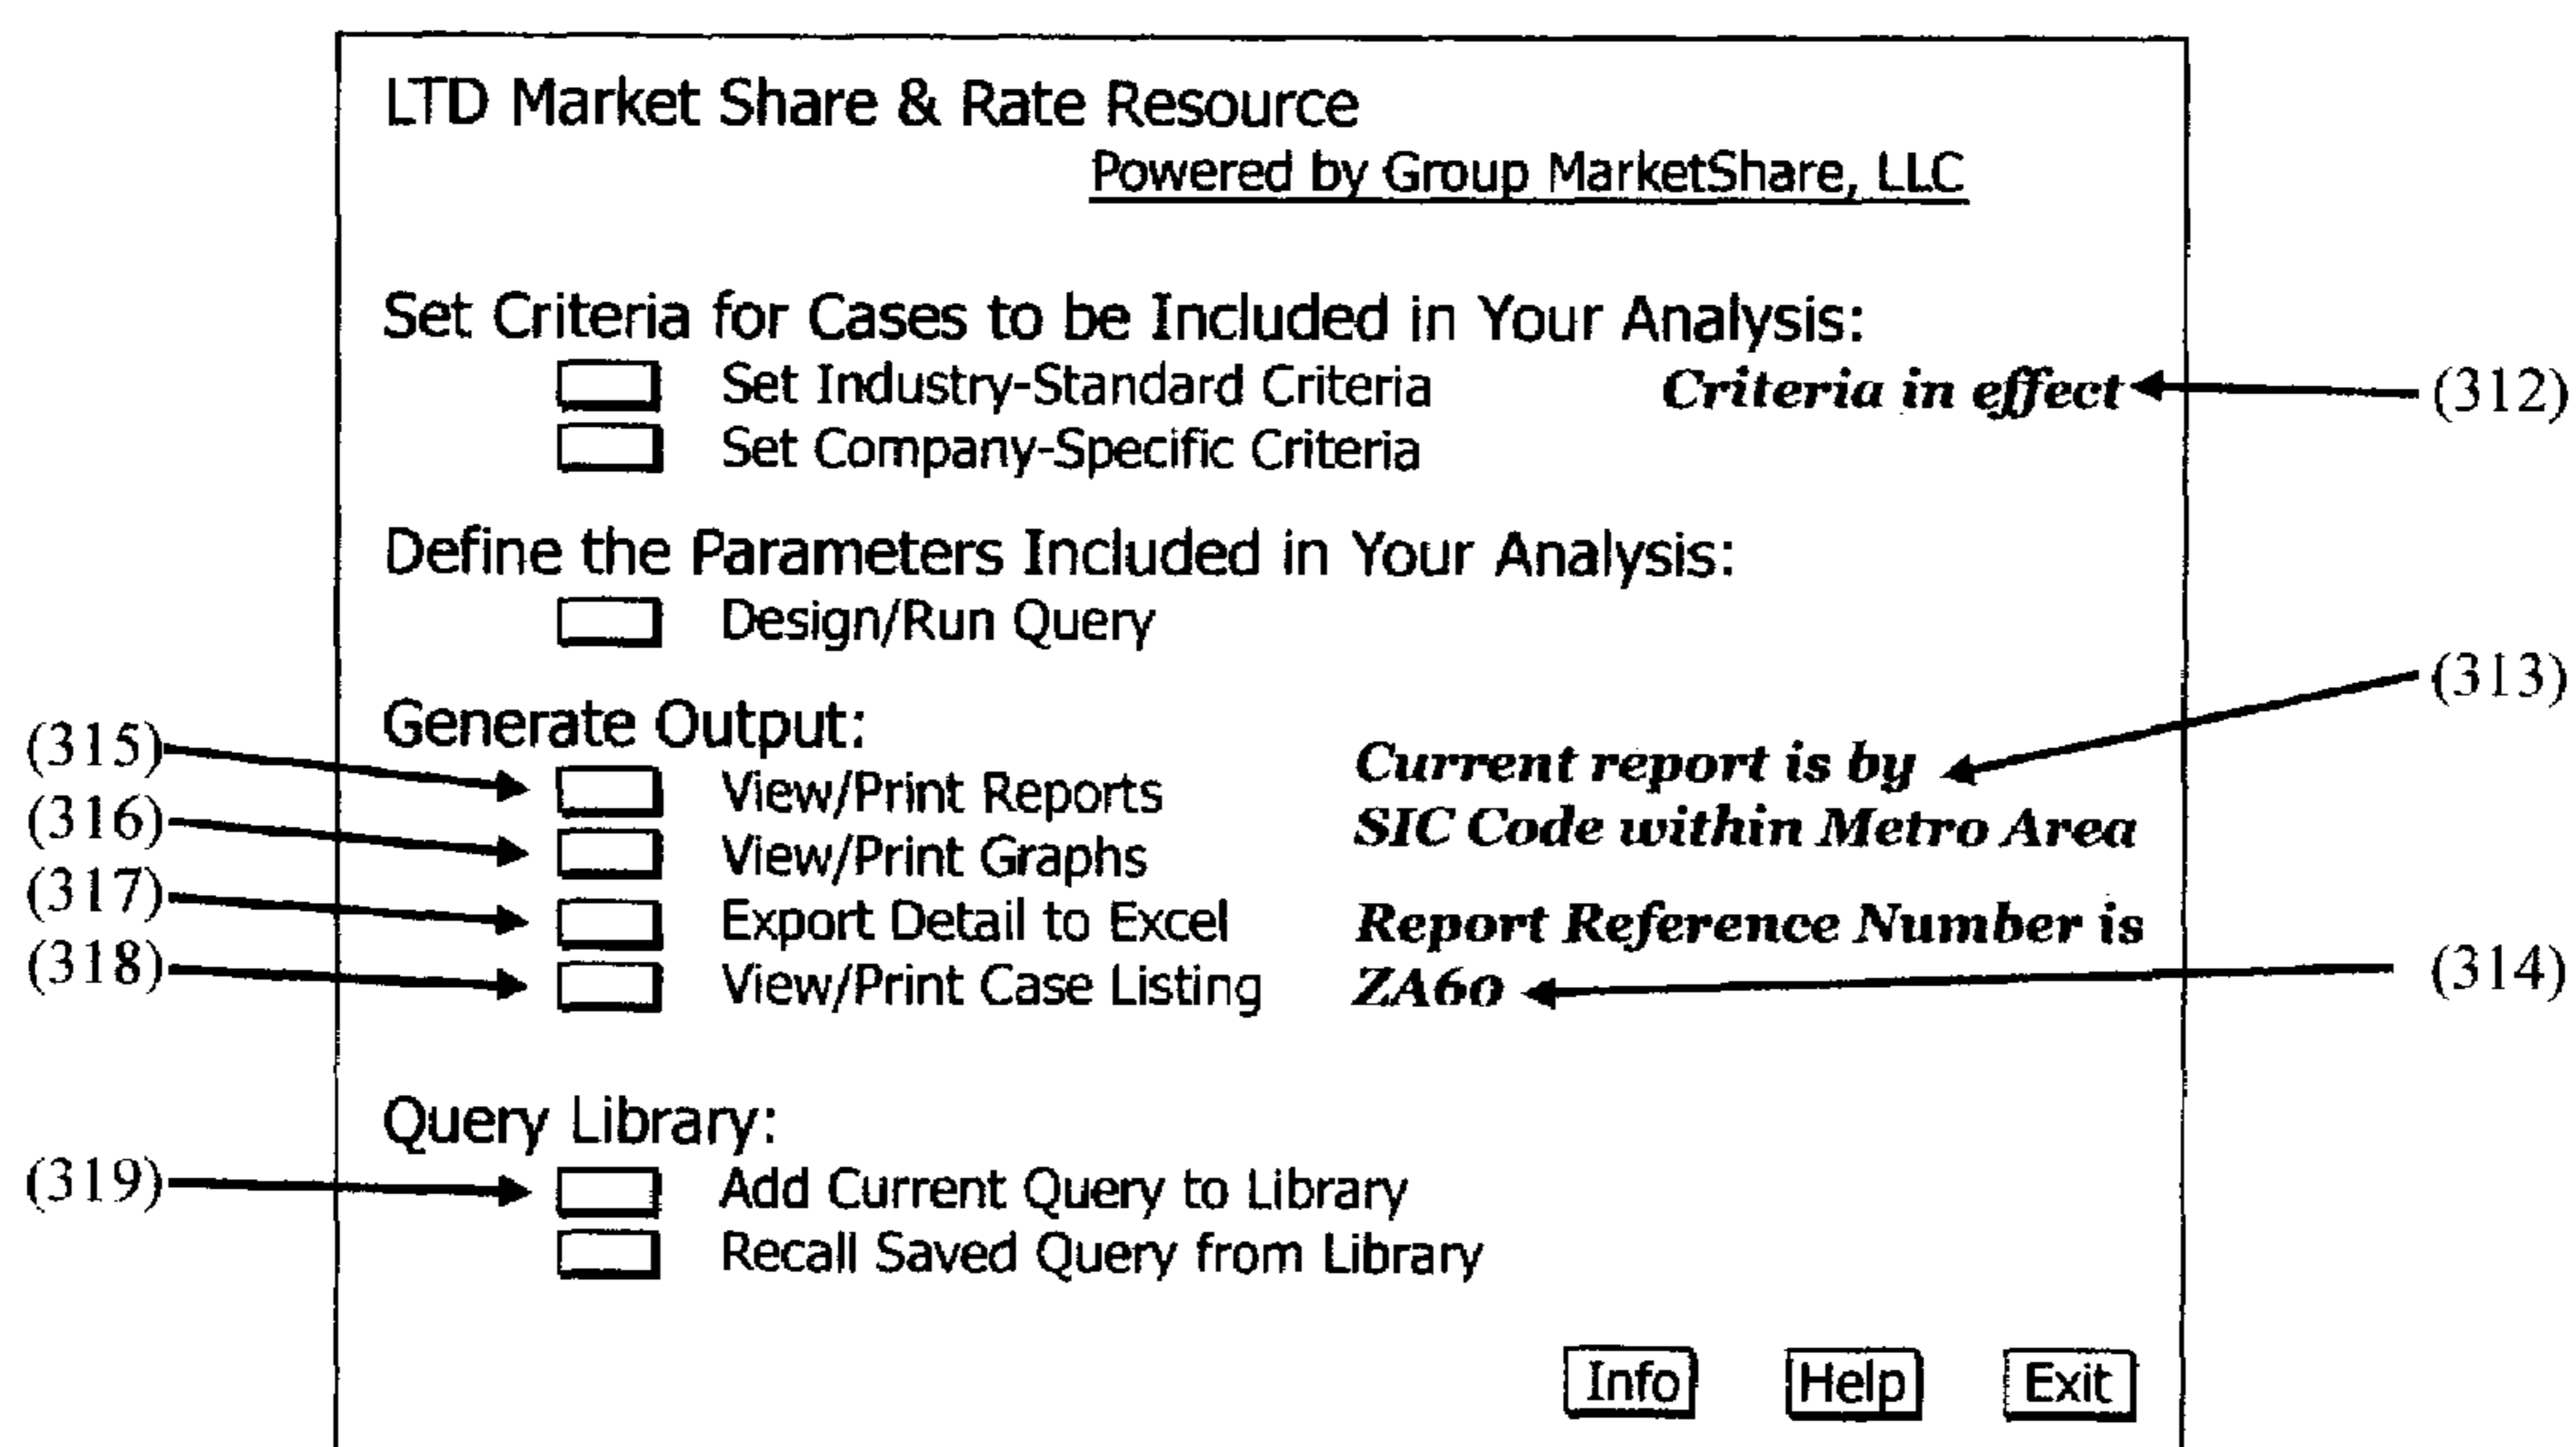 LTD Market Share & Rate Resource
Powered by Group MarketShare, LLC
Set Criteria for Cases to be Included in Your Analysis:
Set Industry-Standard Criteria
Criteria in effect
(312)
Set Company-Specific Criteria
Define the Parameters Included in Your Analysis:
Design/Run Query
(313)
Generate Output:
(315)
View/Print Reports
Current report is by
(316)
View/Print Graphs
SIC Code within Metro Area
(317)
Export Detail to Excel
Report Reference Number is
(318)
View/Print Case Listing
ZA60
(314)
Query Library:
(319)
Add Current Query to Library
Recall Saved Query from Library
Info
Help
Exit